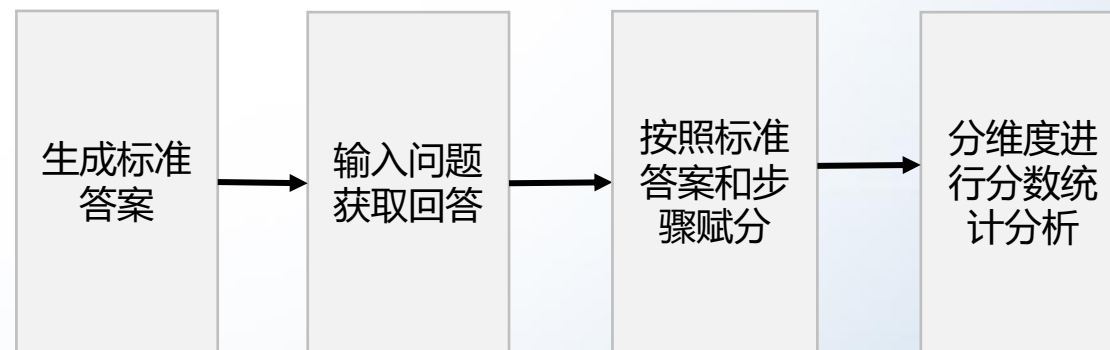 生成标准
答案
输入问题
获取回答
按照标准
答案和步
骤赋分
分维度进
行分数统
计分析